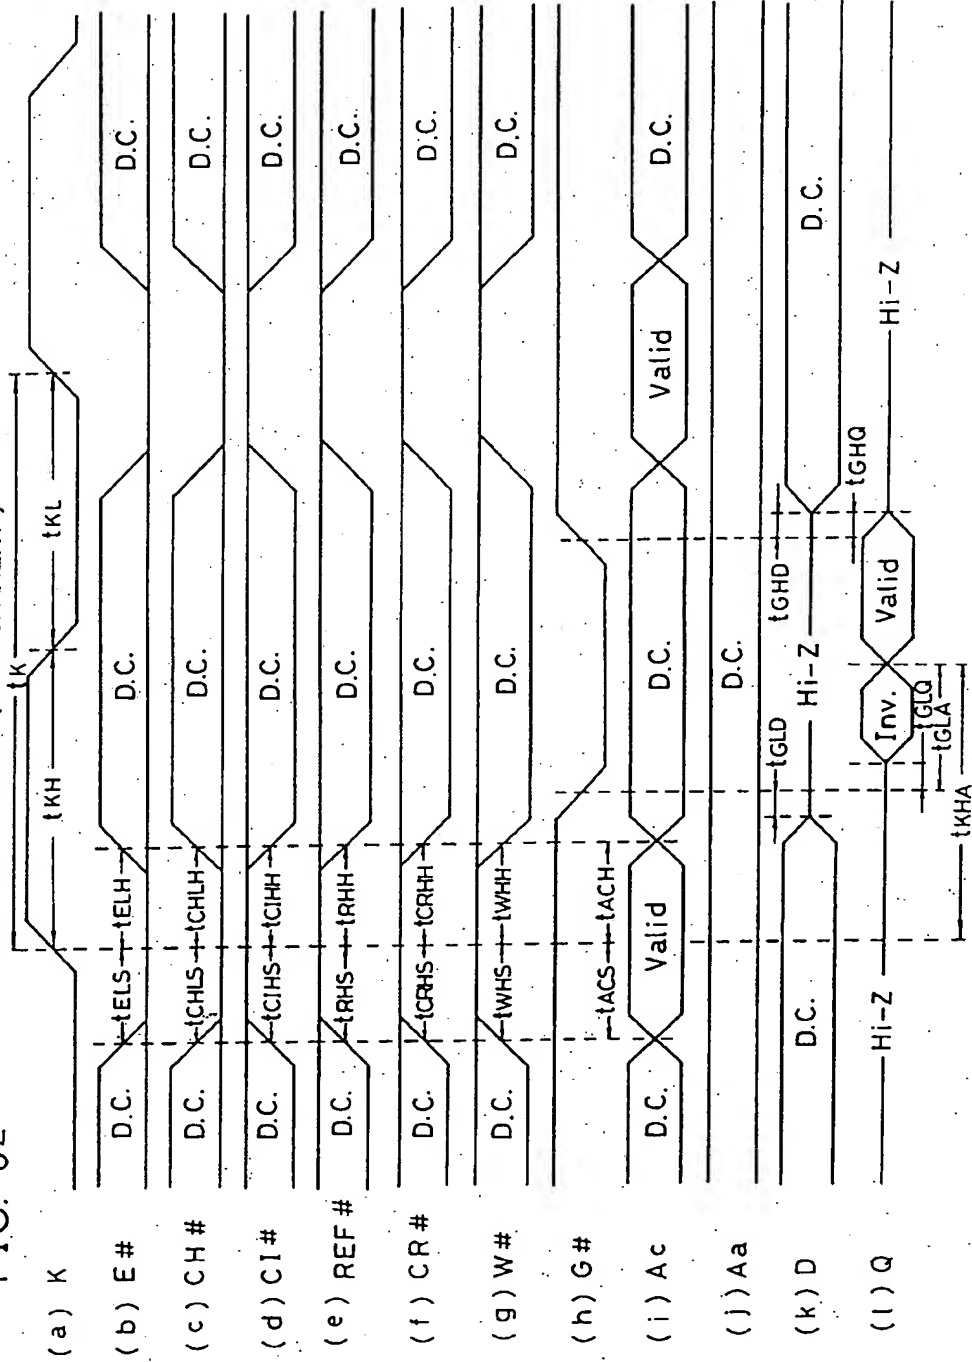 tK
tKH tKL
(a) K
(b) E# D.C. tELS tELH D.C. D.C.
(c) CH# D.C. tCHLS tCHLH D.C. D.C.
(d) CI# D.C. tCIHS tCIHH D.C. D.C.
(e) REF# D.C. tRHS tRHH D.C. D.C.
(f) CR# D.C. tCRHS tCRHH D.C. D.C.
(g) W# D.C. tWHS tWHH D.C. D.C.
(h) G#
tACS tACH
(i) Ac D.C. Valid D.C. Valid D.C.
(j) Aa D.C.
tGLD tGHD
(k) D D.C. Hi-Z D.C.
tGHQ
(l) Q Hi-Z Inv. Valid Hi-Z
tGLQ
tGLA
tKHA